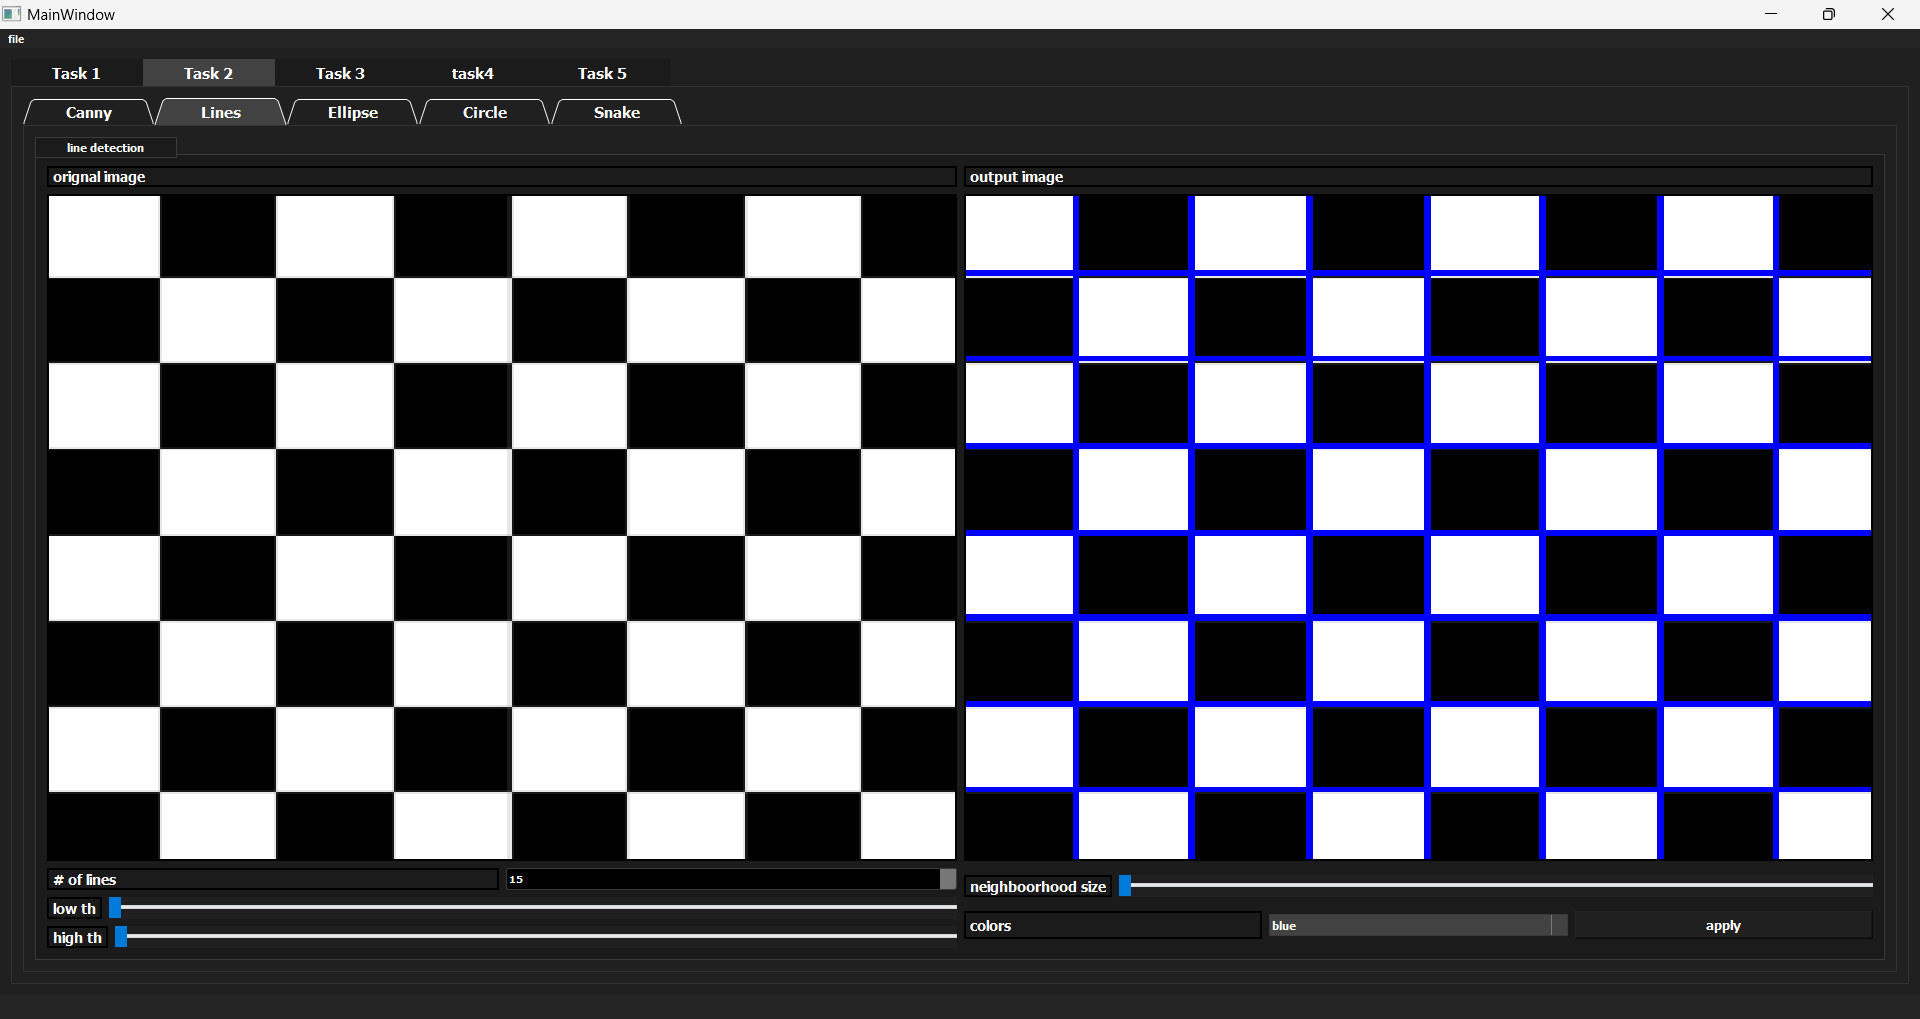 MainWindow
file
Task 1 Task 2 Task 3 task4 Task 5
Canny Lines Ellipse Circle Snake
line detection
orignal image output image
# of lines 15
neighboorhood size
low th
colors blue apply
high th